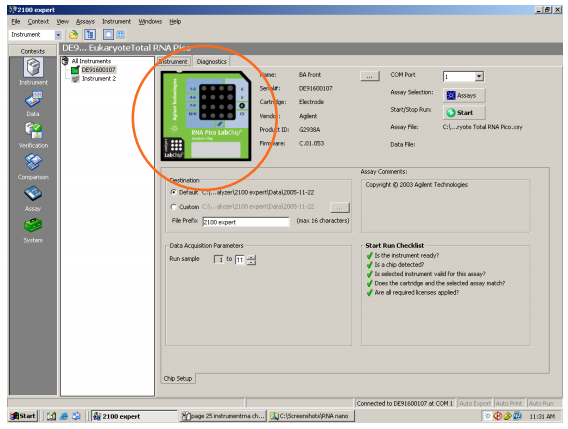 2100 expert
File Context View Assays Instrument Windows Help
Instrument
Contexts
DE9... EukaryoteTotal RNA Pico
Instrument
Data
Verification
Comparison
Assay
System
All Instruments
DE91600107
Instrument 2
Instrument Diagnostics
Agilent Technologies
RNA Pico LabChip
LabChip
Name: BA front
Serial#: DE91600107
Cartridge: Electrode
Vendor: Agilent
Product ID: G2938A
Firmware: C.01.053
... COM Port 1
Assay Selection: Assays
Start/Stop Run: Start
Assay File: C:\...ryote Total RNA Pico.xsy
Data File:
Destination
Default C:\...alyzer\2100 expert\Data\2005-11-22
Custom C:\...alyzer\2100 expert\Data\2005-11-22 ...
File Prefix 2100 expert (max 16 characters)
Assay Comments:
Copyright © 2003 Agilent Technologies
Data Acquisition Parameters
Run sample 1 to 11
Start Run Checklist
Is the instrument ready?
Is a chip detected?
Is selected instrument valid for this assay?
Does the cartridge and the selected assay match?
Are all required licenses applied?
Chip Setup
Connected to DE91600107 at COM 1 Auto Export Auto Print Auto Run
Start 2100 expert page 25 instrumentma ch... C:\Screenshots\RNA nano 11:31 AM